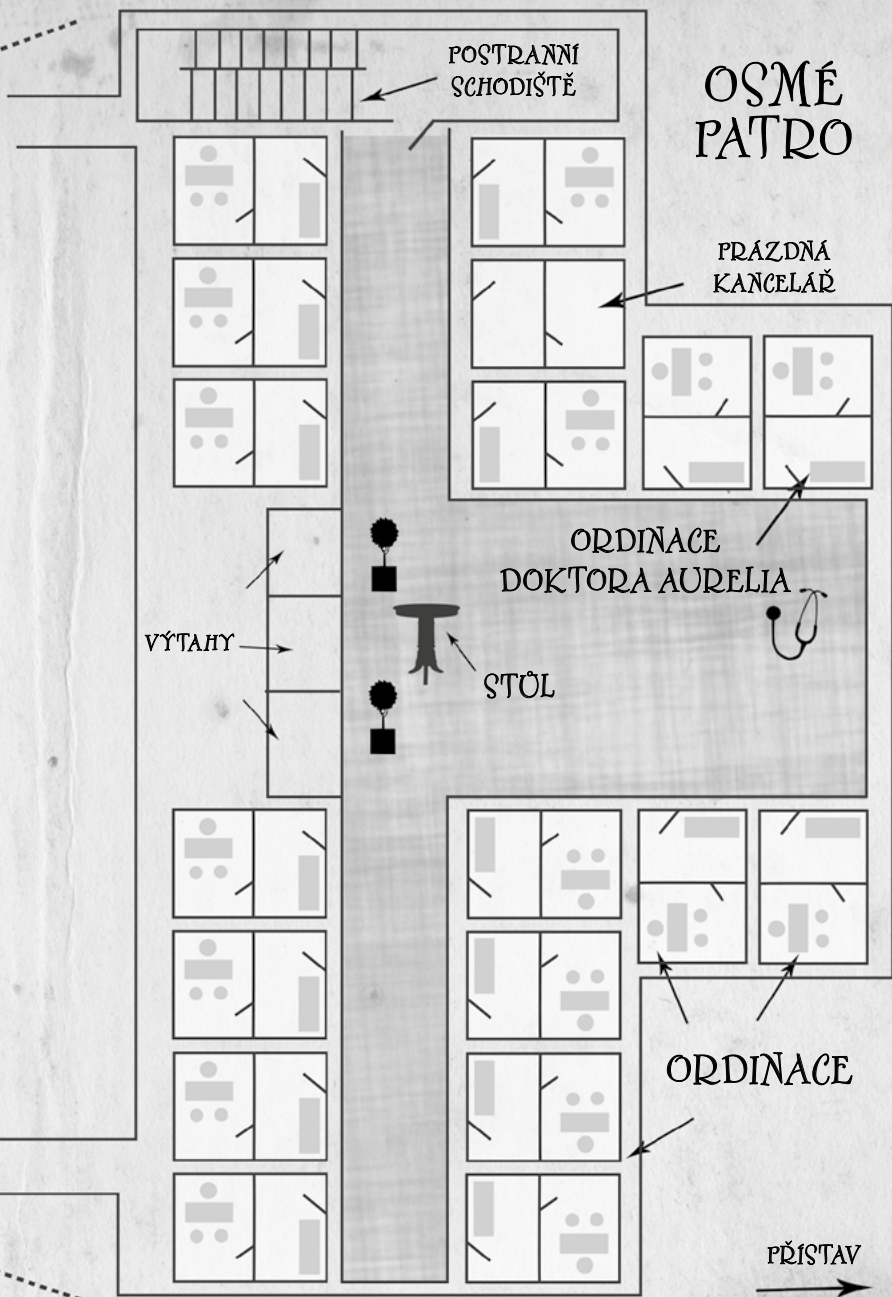 POSTRANNÍ
SCHODIŠTĚ
OSMÉ
PATRO
PRÁZDNÁ
KANCELÁŘ
ORDINACE
DOKTORA AURELIA
VÝTAHY
STŮL
ORDINACE
PŘÍSTAV